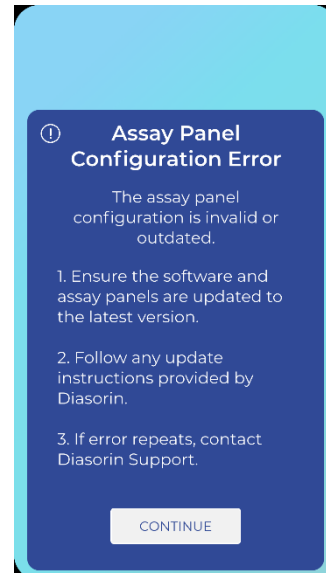 Assay Panel
Configuration Error
The assay panel
configuration is invalid or
outdated.
1. Ensure the software and
assay panels are updated to
the latest version.
2. Follow any update
instructions provided by
Diasorin.
3. If error repeats, contact
Diasorin Support.
CONTINUE